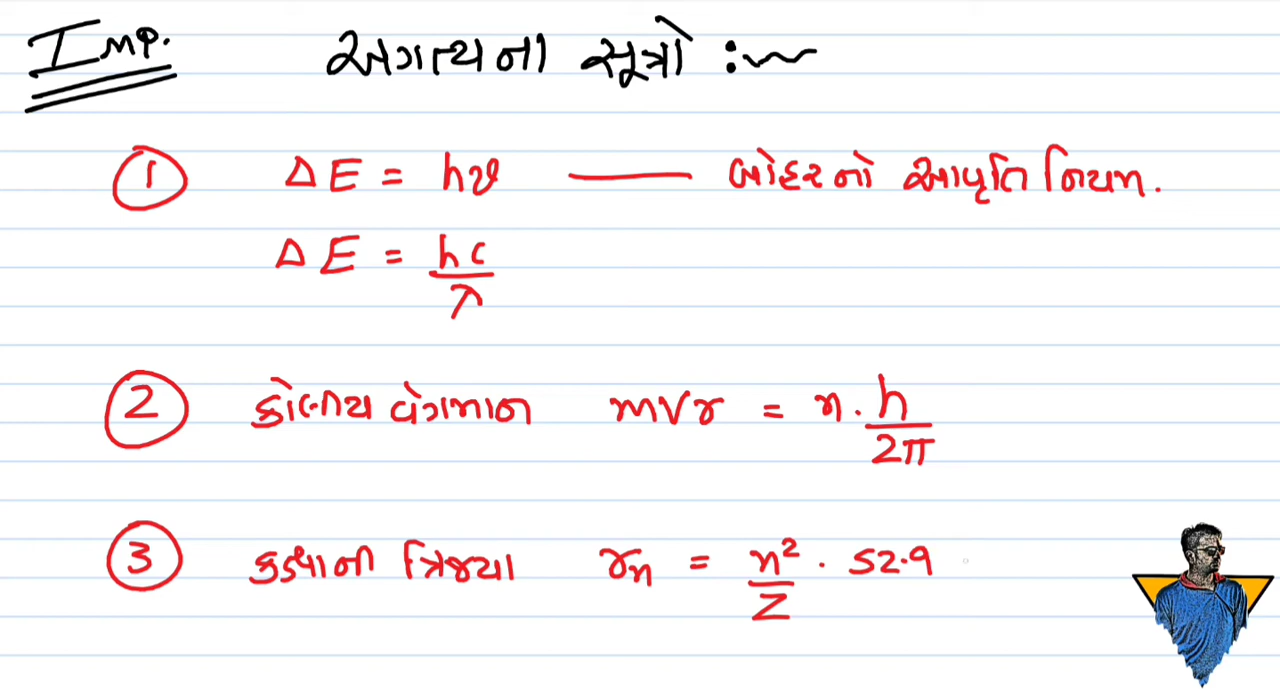 Imp. અગત્યના સૂત્રો :~
① ΔE = hν —— બોહરનો આવૃતિ નિયમ.
ΔE = hc/λ
② કોણીય વેગમાન mvr = n · h/2π
③ કક્ષાની ત્રિજ્યા rn = n²/Z · 52.9